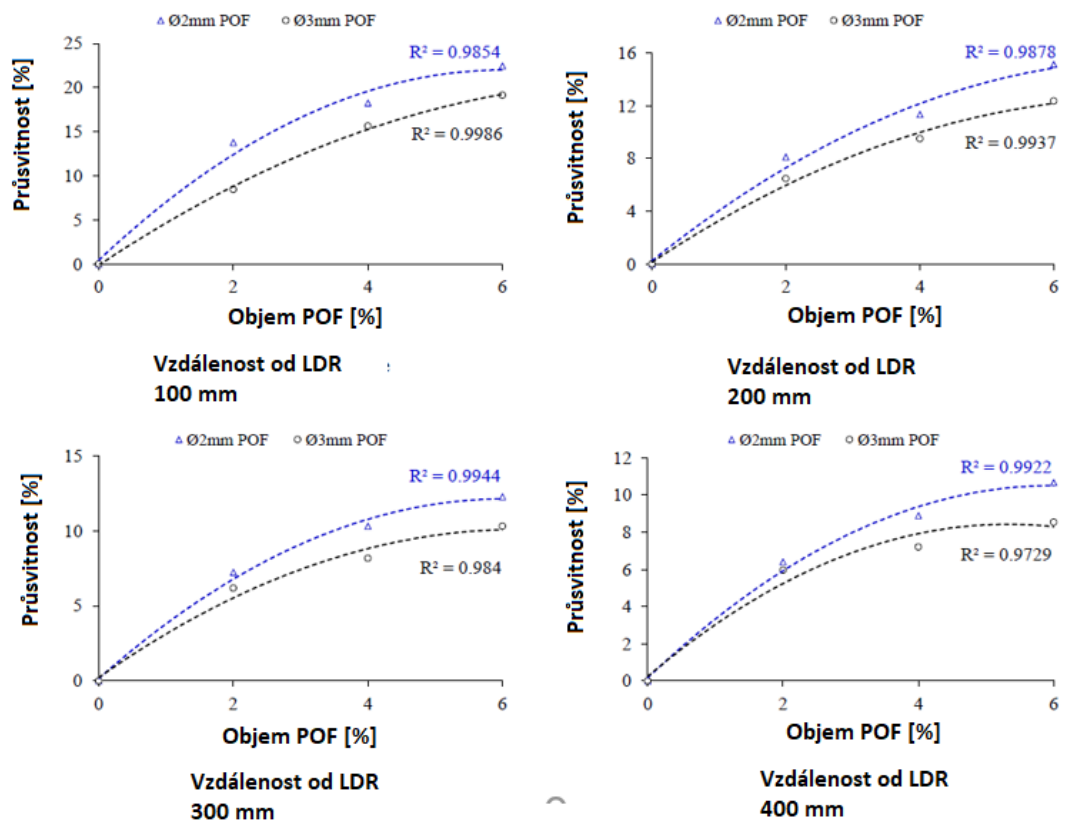 Ø2mm POF Ø3mm POF
R² = 0.9854
R² = 0.9986
Průsvitnost [%]
25
20
15
10
5
0
0 2 4 6
Objem POF [%]
Vzdálenost od LDR
100 mm
Ø2mm POF Ø3mm POF
R² = 0.9878
R² = 0.9937
Průsvitnost [%]
16
12
8
4
0
0 2 4 6
Objem POF [%]
Vzdálenost od LDR
200 mm
Ø2mm POF Ø3mm POF
R² = 0.9944
R² = 0.984
Průsvitnost [%]
15
10
5
0
0 2 4 6
Objem POF [%]
Vzdálenost od LDR
300 mm
Ø2mm POF Ø3mm POF
R² = 0.9922
R² = 0.9729
Průsvitnost [%]
12
10
8
6
4
2
0
0 2 4 6
Objem POF [%]
Vzdálenost od LDR
400 mm